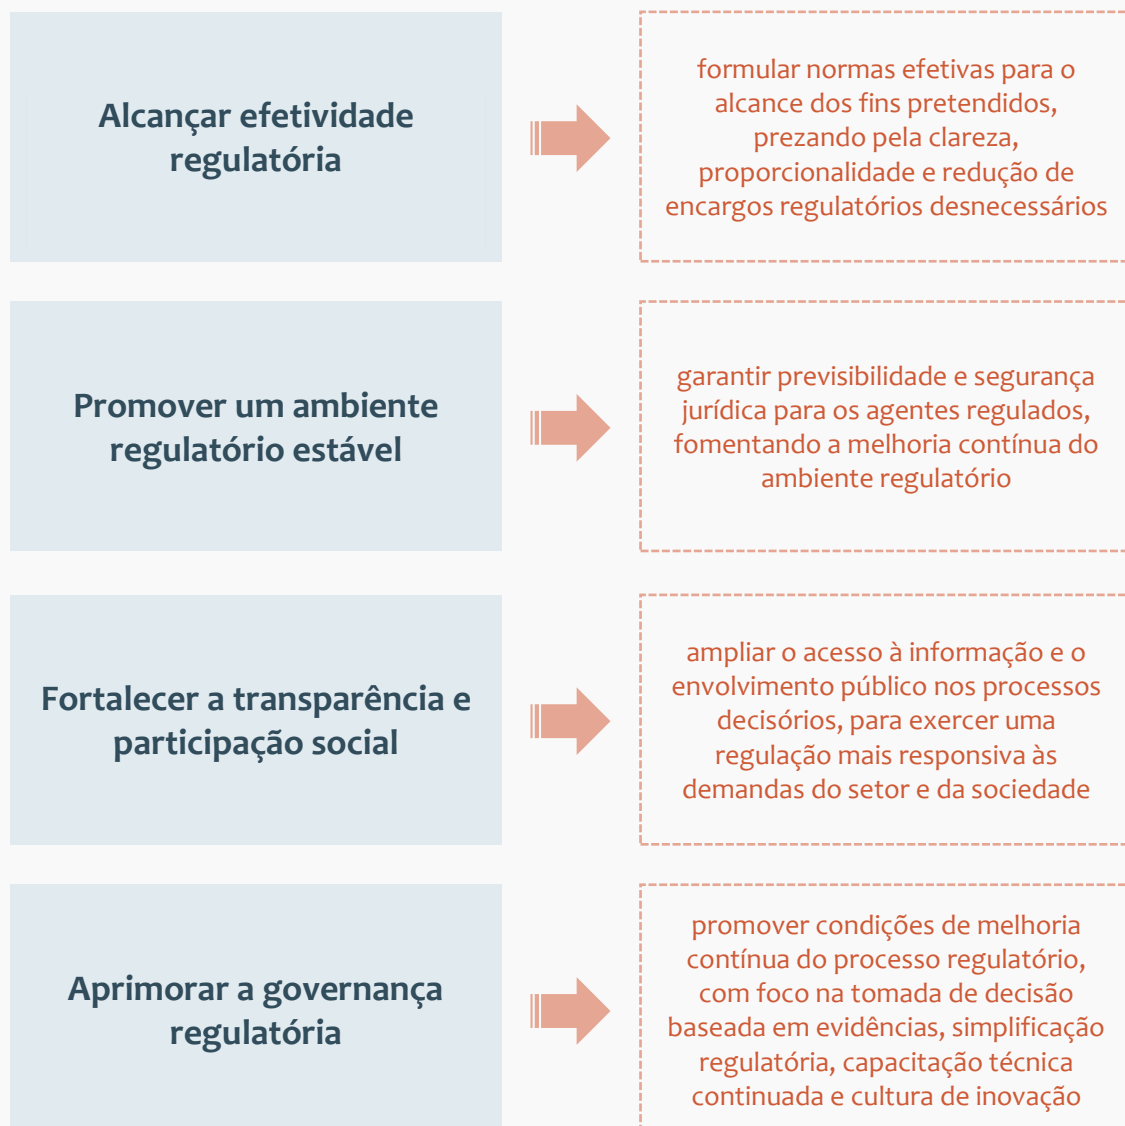 Alcançar efetividade
regulatória
formular normas efetivas para o
alcance dos fins pretendidos,
prezando pela clareza,
proporcionalidade e redução de
encargos regulatórios desnecessários
Promover um ambiente
regulatório estável
garantir previsibilidade e segurança
jurídica para os agentes regulados,
fomentando a melhoria contínua do
ambiente regulatório
Fortalecer a transparência e
participação social
ampliar o acesso à informação e o
envolvimento público nos processos
decisórios, para exercer uma
regulação mais responsiva às
demandas do setor e da sociedade
Aprimorar a governança
regulatória
promover condições de melhoria
contínua do processo regulatório,
com foco na tomada de decisão
baseada em evidências, simplificação
regulatória, capacitação técnica
continuada e cultura de inovação